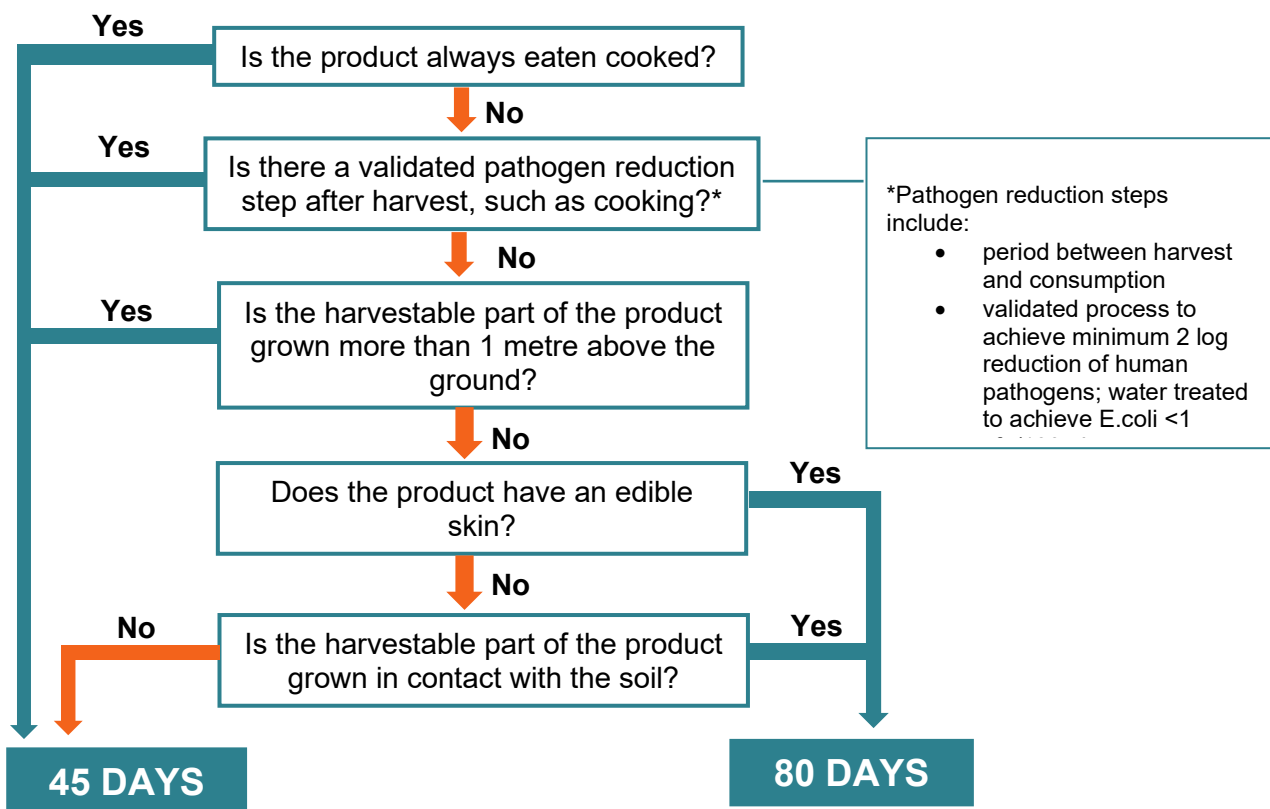 Yes
Is the product always eaten cooked?
No
Yes
Is there a validated pathogen reduction
step after harvest, such as cooking?*
*Pathogen reduction steps
include:
• period between harvest
and consumption
• validated process to
achieve minimum 2 log
reduction of human
pathogens; water treated
to achieve E.coli <1
No
Yes
Is the harvestable part of the product
grown more than 1 metre above the
ground?
No
Does the product have an edible
skin?
Yes
No
No
Is the harvestable part of the product
grown in contact with the soil?
Yes
45 DAYS
80 DAYS